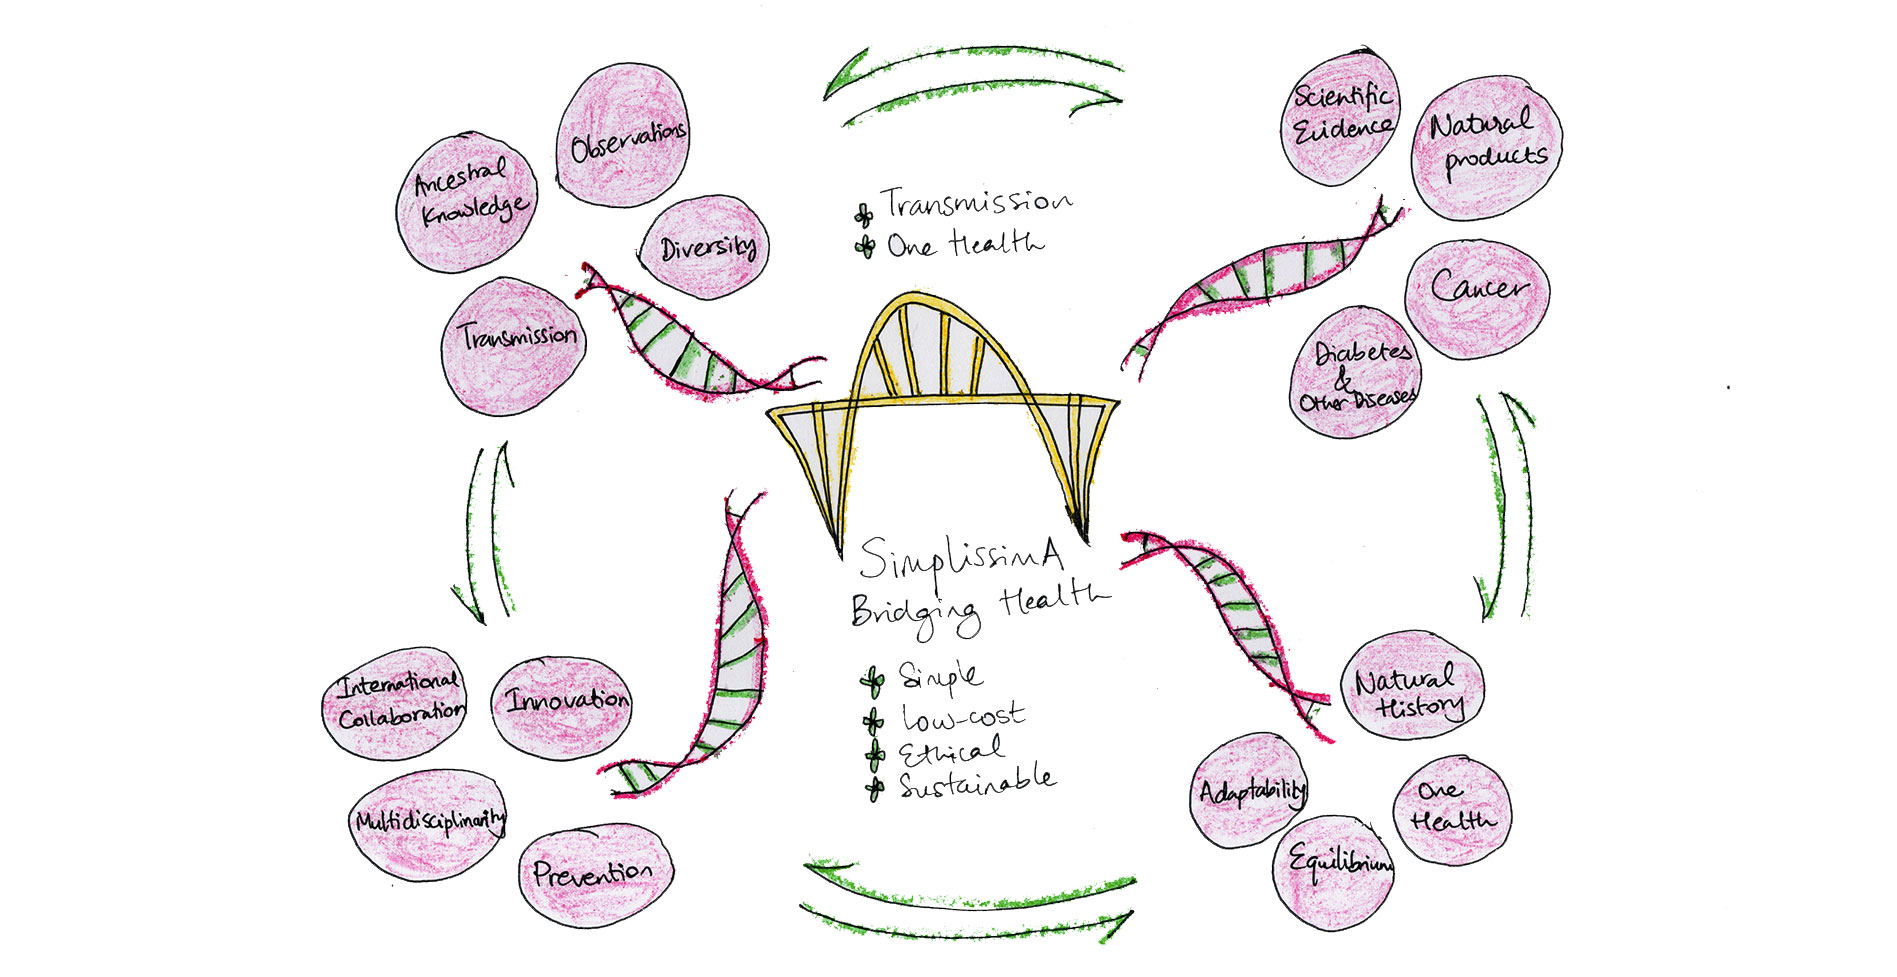 Observations
Ancestral
Knowledge
Diversity
Transmission
Transmission
One Health
Scientific
Evidence
Natural
products
Cancer
Diabetes
&
Other Diseases
SimplissimA
Bridging Health
Simple
Low-cost
Ethical
Sustainable
International
Collaboration
Innovation
Multidisciplinarity
Prevention
Natural
History
Adaptability
One
Health
Equilibrium